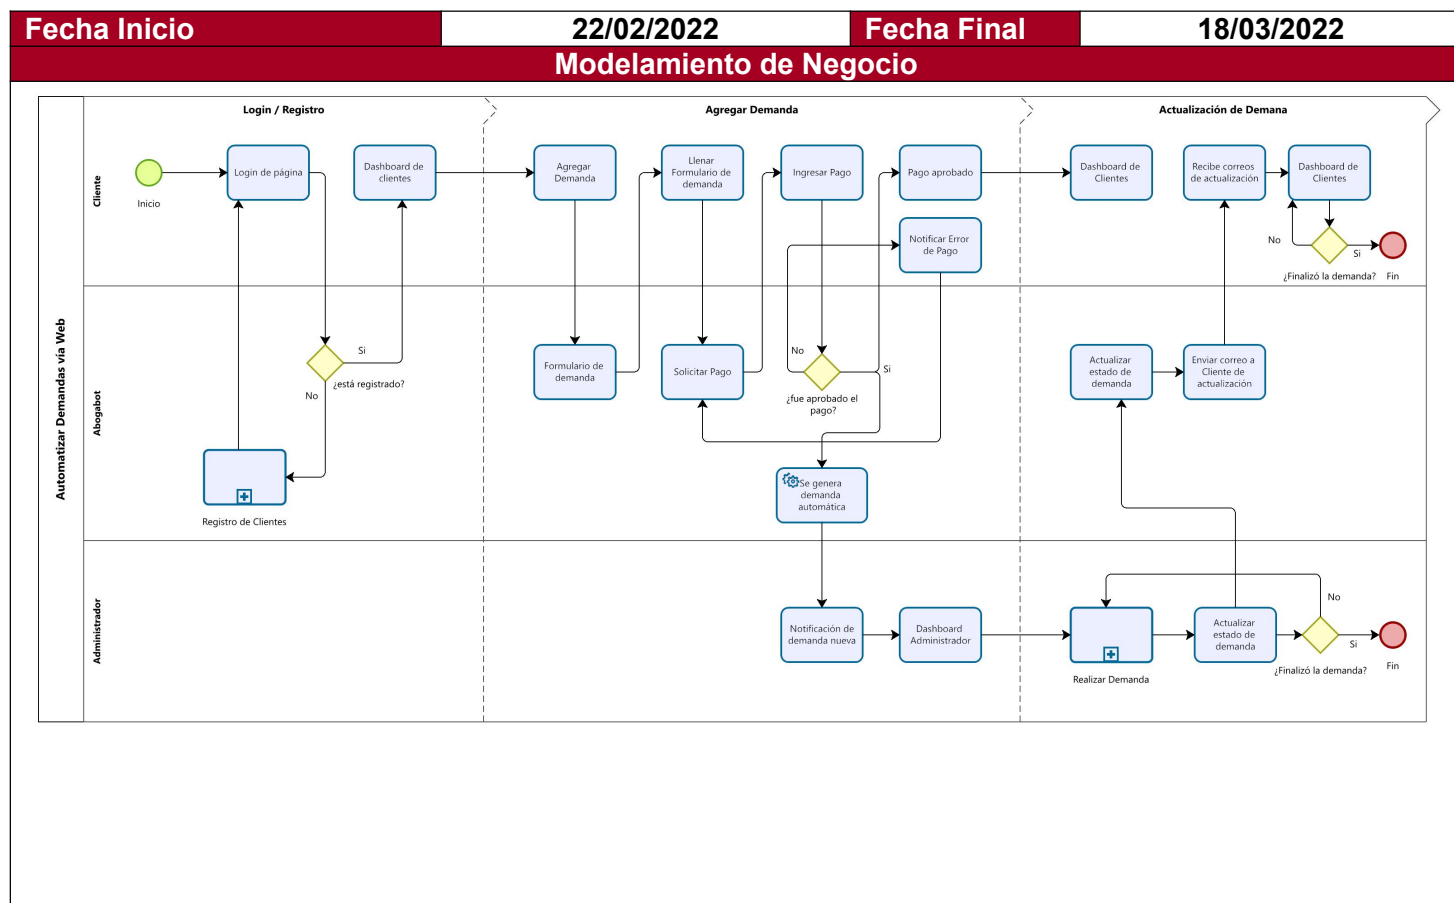 Fecha Inicio
22/02/2022
Fecha Final
18/03/2022
Modelamiento de Negocio
Automatizar Demandas vía Web
Login / Registro
Agregar Demanda
Actualización de Demana
Cliente
Inicio
Login de página
Dashboard de
clientes
Agregar
Demanda
Llenar
Formulario de
demanda
Ingresar Pago
Pago aprobado
Notificar Error
de Pago
Dashboard de
Clientes
Recibe correos
de actualización
Dashboard de
Clientes
No
Si
¿Finalizó la demanda?
Fin
Abogabot
Si
¿está registrado?
No
Registro de Clientes
Formulario de
demanda
Solicitar Pago
No
Si
¿fue aprobado el
pago?
Se genera
demanda
automática
Actualizar
estado de
demanda
Enviar correo a
Cliente de
actualización
Administrador
Notificación de
demanda nueva
Dashboard
Administrador
Realizar Demanda
Actualizar
estado de
demanda
No
Si
¿Finalizó la demanda?
Fin